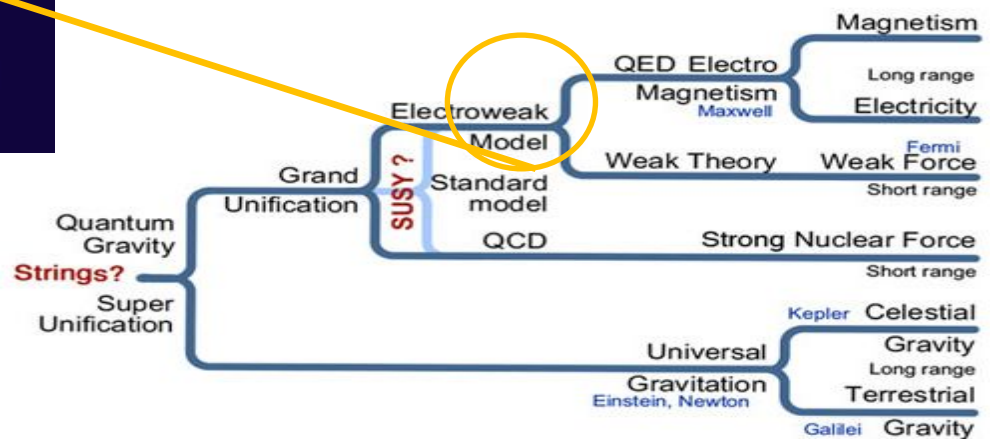 Magnetism
QED Electro
Long range
Magnetism
Maxwell
Electricity
Electroweak
Model
Fermi
Weak Theory
Weak Force
Short range
Grand
Unification
SUSY ?
Standard
model
QCD
Strong Nuclear Force
Short range
Quantum
Gravity
Strings?
Super
Unification
Kepler Celestial
Gravity
Universal
Long range
Gravitation
Einstein, Newton
Terrestrial
Galilei Gravity